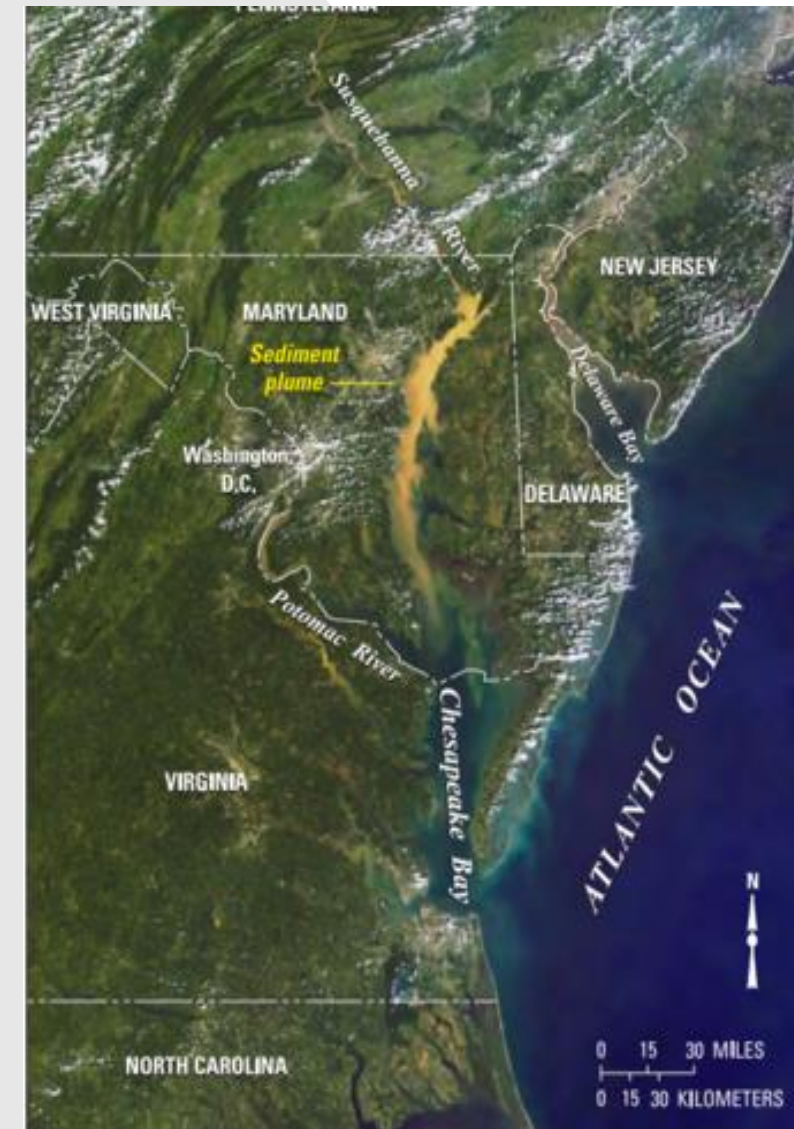 PENNSYLVANIA
Susquehanna River
NEW JERSEY
WEST VIRGINIA
MARYLAND
Sediment
plume
Delaware Bay
Washington,
D.C.
DELAWARE
Potomac River
Chesapeake Bay
ATLANTIC OCEAN
VIRGINIA
N
NORTH CAROLINA
0 15 30 MILES
0 15 30 KILOMETERS